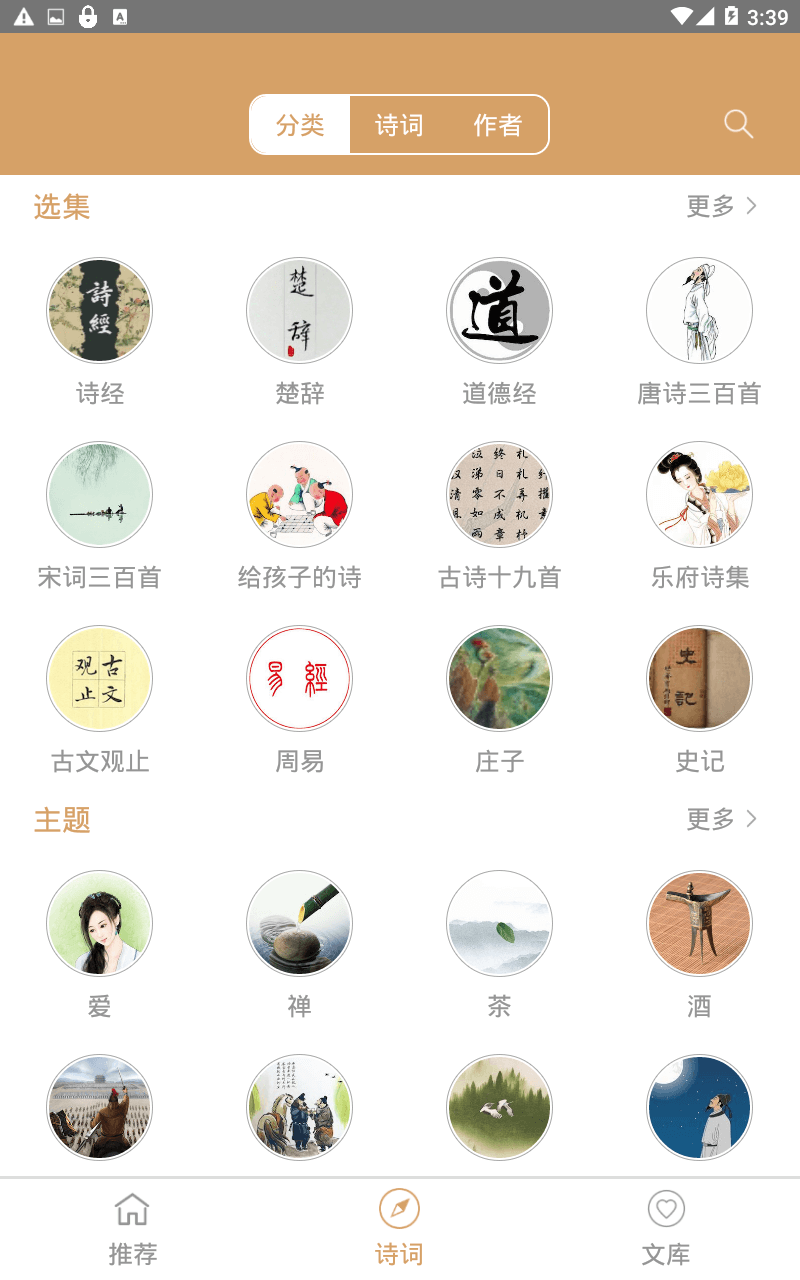 3:39
分类 诗词 作者
选集 更多
詩經
楚辞
道
诗经 楚辞 道德经 唐诗三百首
宋词三百首 给孩子的诗 古诗十九首 乐府诗集
古文观止
易經
史记
古文观止 周易 庄子 史记
主题 更多
爱 禅 茶 酒
推荐 诗词 文库